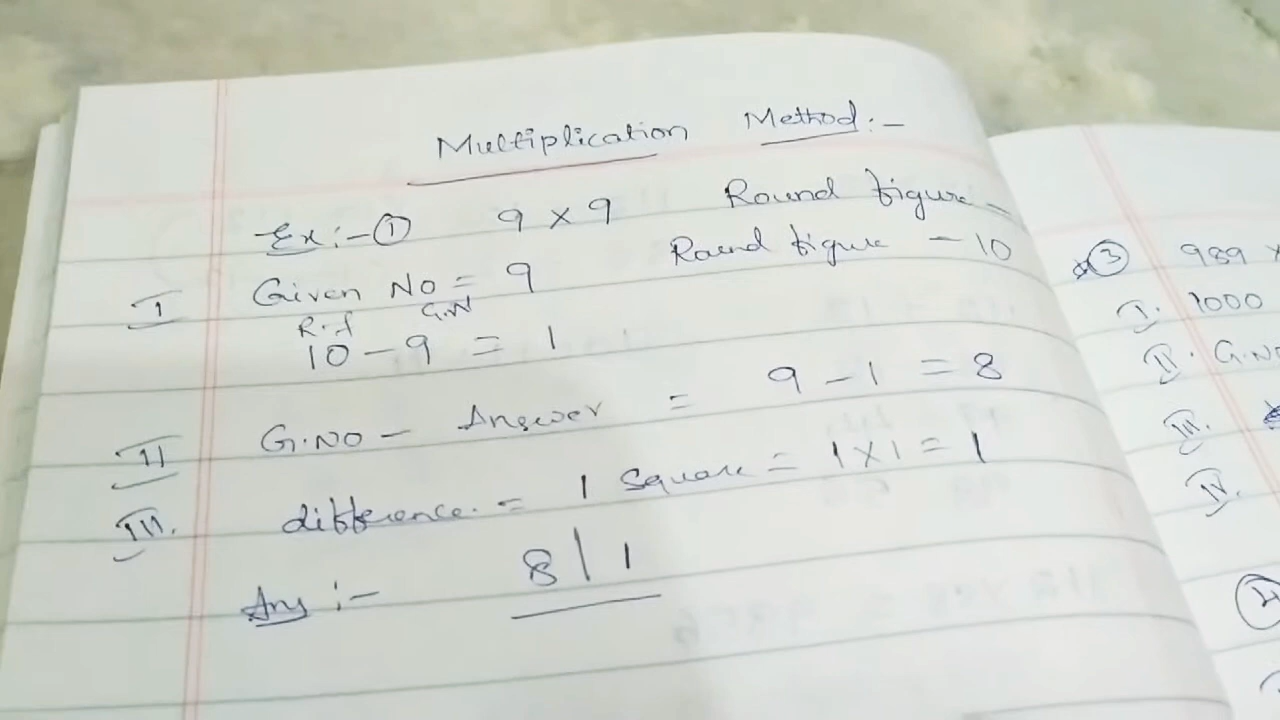 Multiplication Method:-
Ex:-① 9 × 9 Round figure -
Round figure - 10
I Given No = 9
R.f G.N
10 - 9 = 1
II G.NO - Answer = 9 - 1 = 8
III. difference. = 1 Square = 1×1 = 1
Ans :- 8 | 1
③ 989 ×
I. 1000
II. G.No
III.
IV.